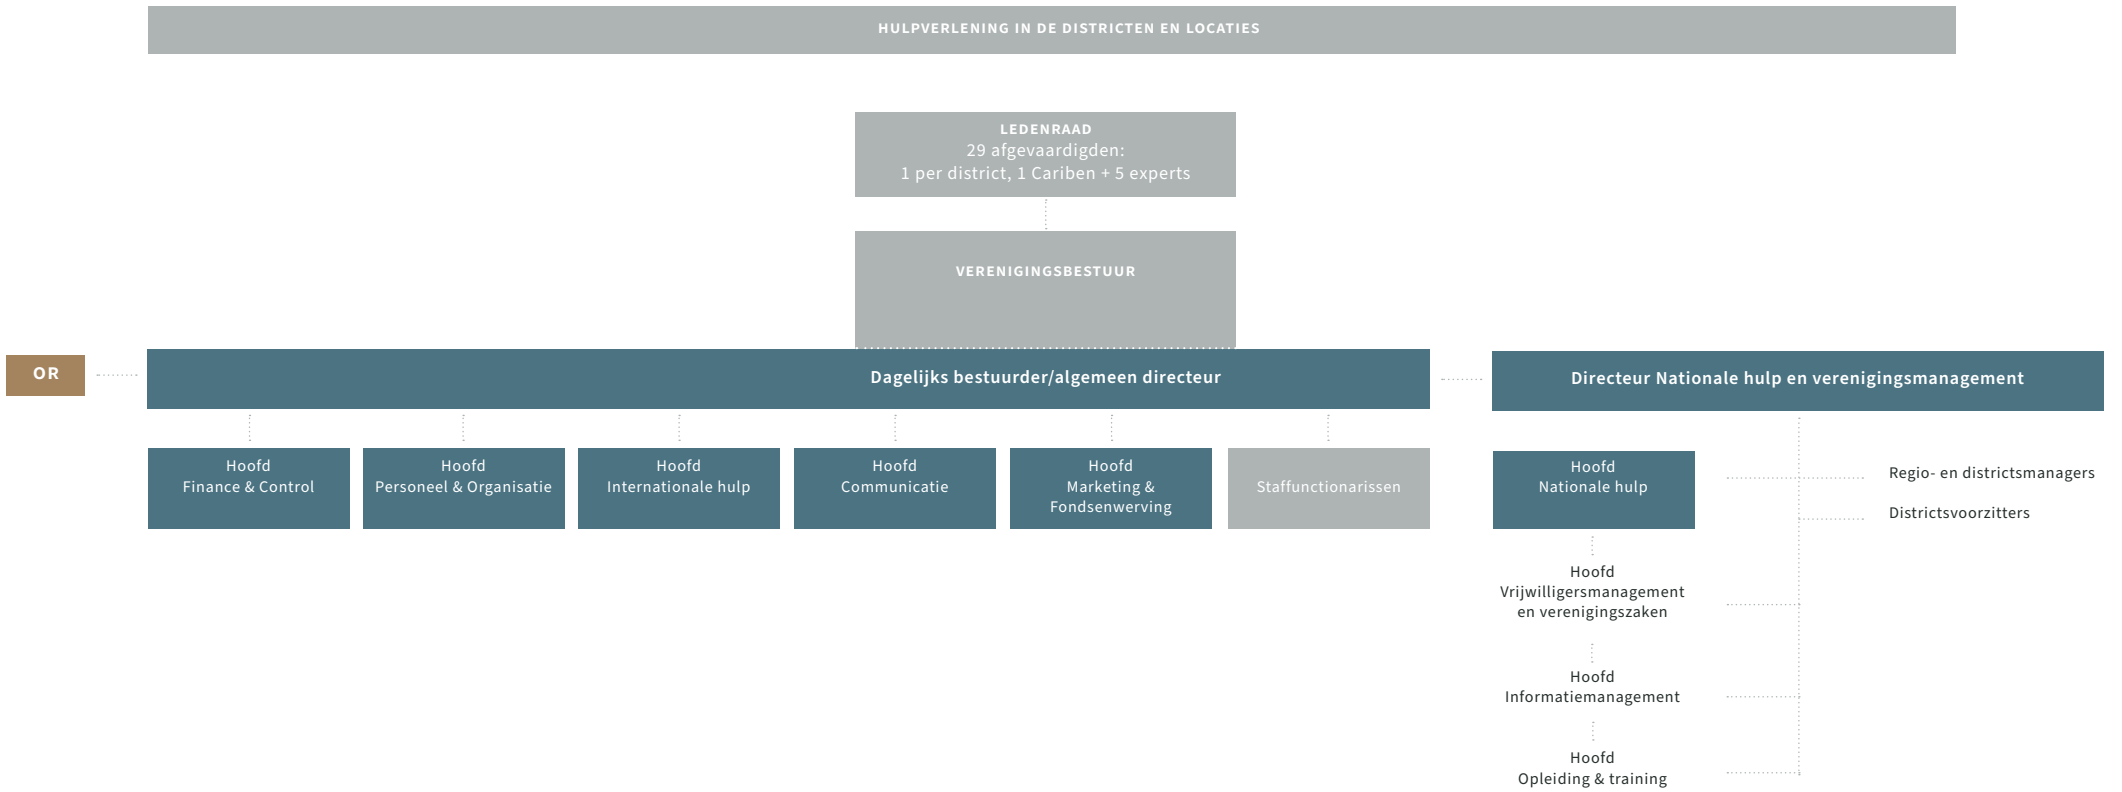 HULPVERLENING IN DE DISTRICTEN EN LOCATIES
LEDENRAAD
29 afgevaardigden:
1 per district, 1 Cariben + 5 experts
VERENIGINGSBESTUUR
OR
Dagelijks bestuurder/algemeen directeur
Directeur Nationale hulp en verenigingsmanagement
Hoofd
Finance & Control
Hoofd
Personeel & Organisatie
Hoofd
Internationale hulp
Hoofd
Communicatie
Hoofd
Marketing &
Fondsenwerving
Staffunctionarissen
Hoofd
Nationale hulp
Regio- en districtsmanagers
Districtsvoorzitters
Hoofd
Vrijwilligersmanagement
en verenigingszaken
Hoofd
Informatiemanagement
Hoofd
Opleiding & training